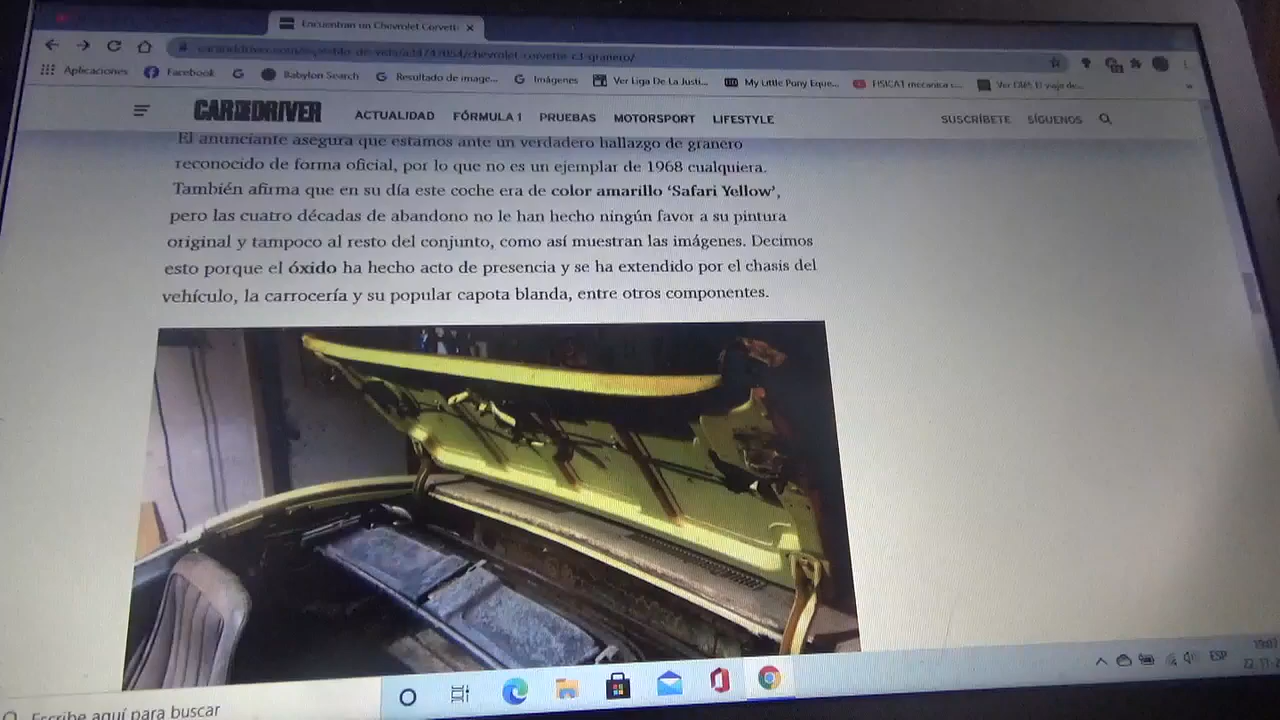 Encuentran un Chevrolet Corvett
Aplicaciones Facebook Babylon Search Resultado de image... Imágenes Ver Liga De La Justi... My Little Pony Eque...
CAR AND DRIVER ACTUALIDAD FÓRMULA 1 PRUEBAS MOTORSPORT LIFESTYLE SUSCRÍBETE SÍGUENOS
El anunciante asegura que estamos ante un verdadero hallazgo de granero
reconocido de forma oficial, por lo que no es un ejemplar de 1968 cualquiera.
También afirma que en su día este coche era de color amarillo ‘Safari Yellow’,
pero las cuatro décadas de abandono no le han hecho ningún favor a su pintura
original y tampoco al resto del conjunto, como así muestran las imágenes. Decimos
esto porque el óxido ha hecho acto de presencia y se ha extendido por el chasis del
vehículo, la carrocería y su popular capota blanda, entre otros componentes.
ESP
Escribe aquí para buscar